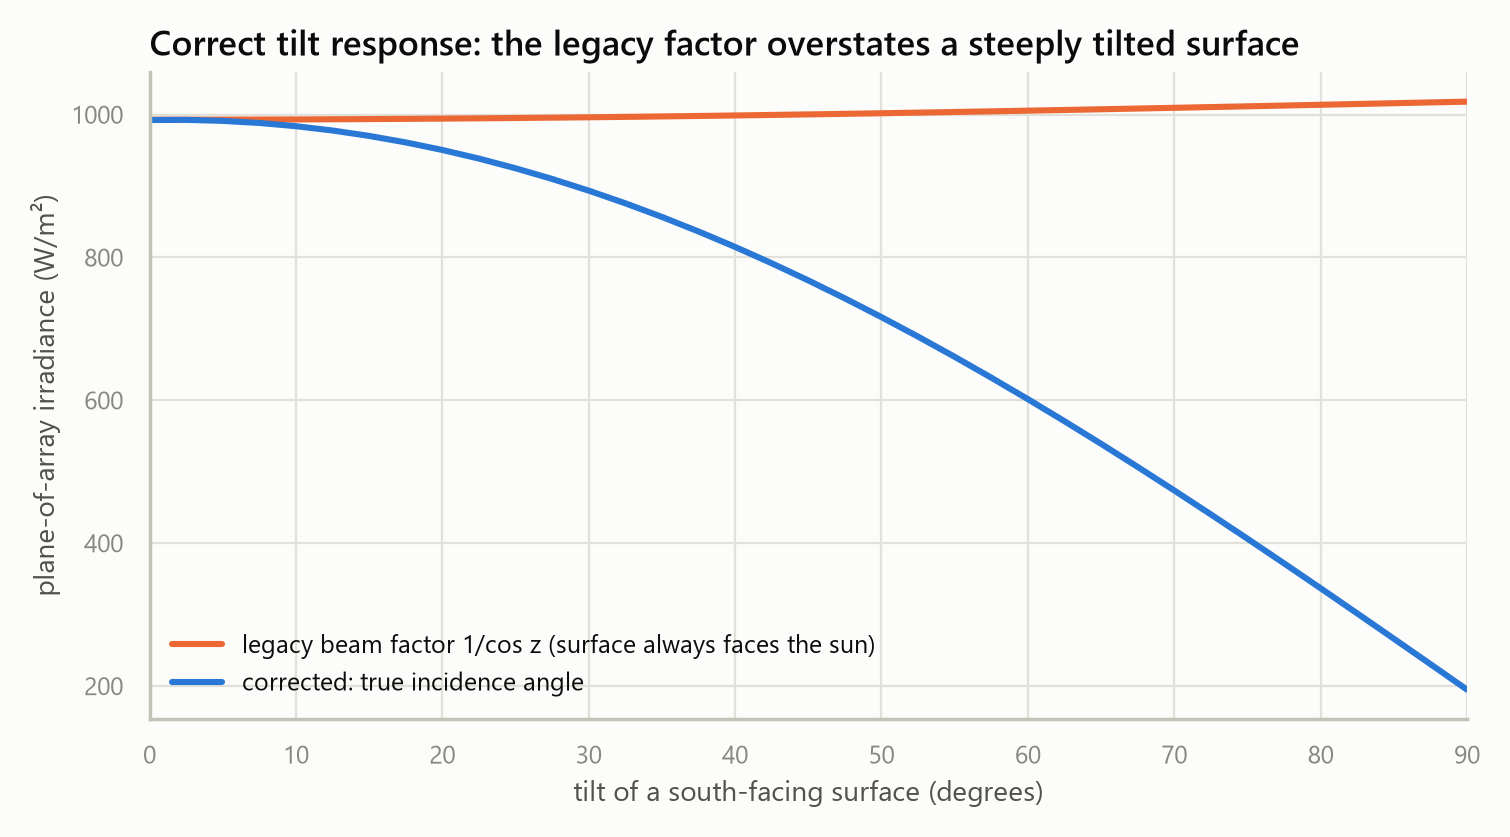 Correct tilt response: the legacy factor overstates a steeply tilted surface
plane-of-array irradiance (W/m²)
1000
800
600
400
200
legacy beam factor 1/cos z (surface always faces the sun)
corrected: true incidence angle
0 10 20 30 40 50 60 70 80 90
tilt of a south-facing surface (degrees)